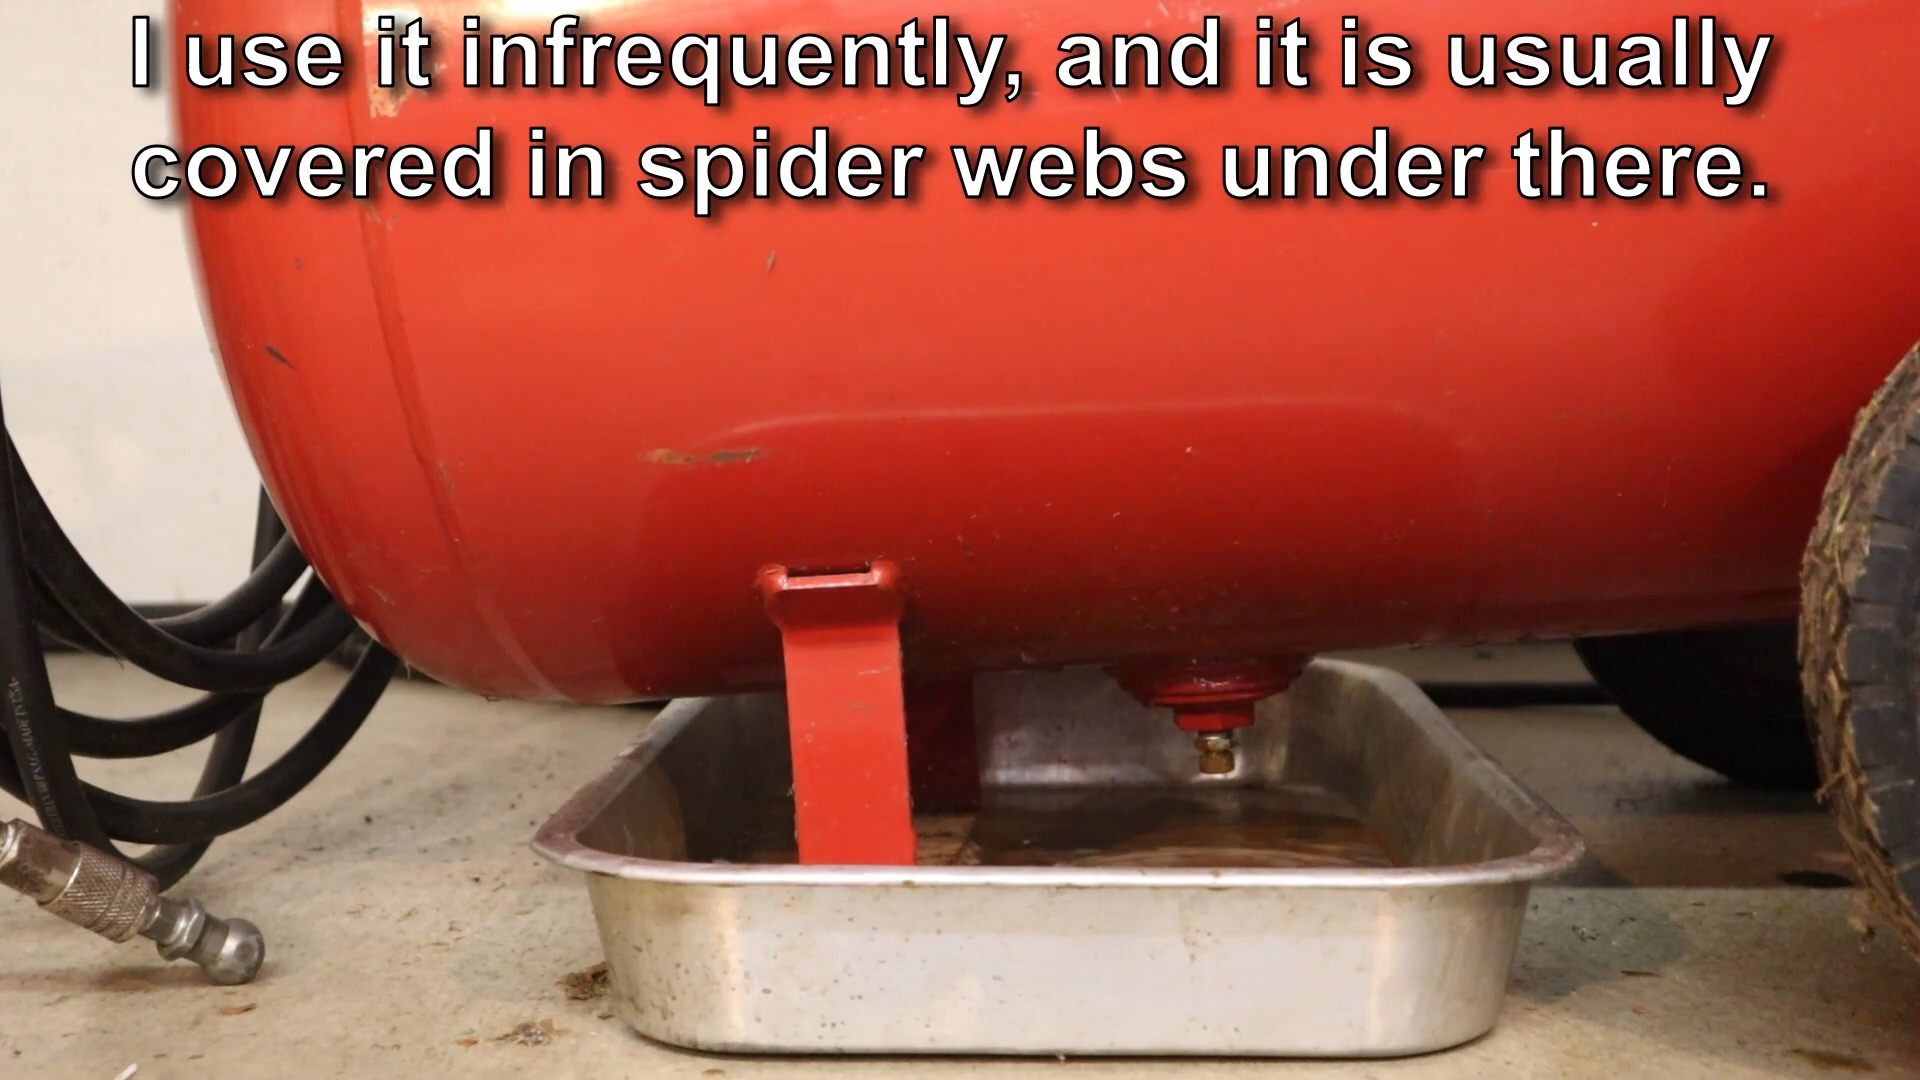 I use it infrequently, and it is usually
covered in spider webs under there.